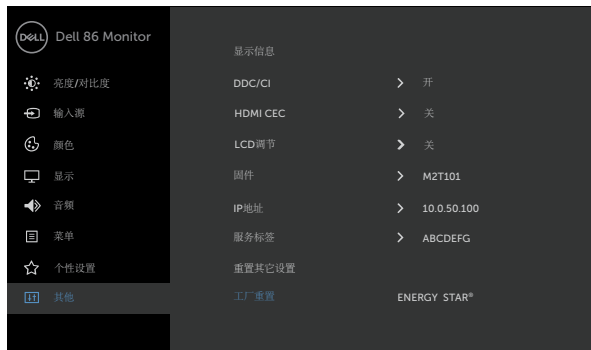 DELL Dell 86 Monitor
显示信息
亮度/对比度 DDC/CI 开
输入源 HDMI CEC 关
颜色 LCD调节 关
显示 固件 M2T101
音频 IP地址 10.0.50.100
菜单 服务标签 ABCDEFG
个性设置 重置其它设置
其他 工厂重置 ENERGY STAR®